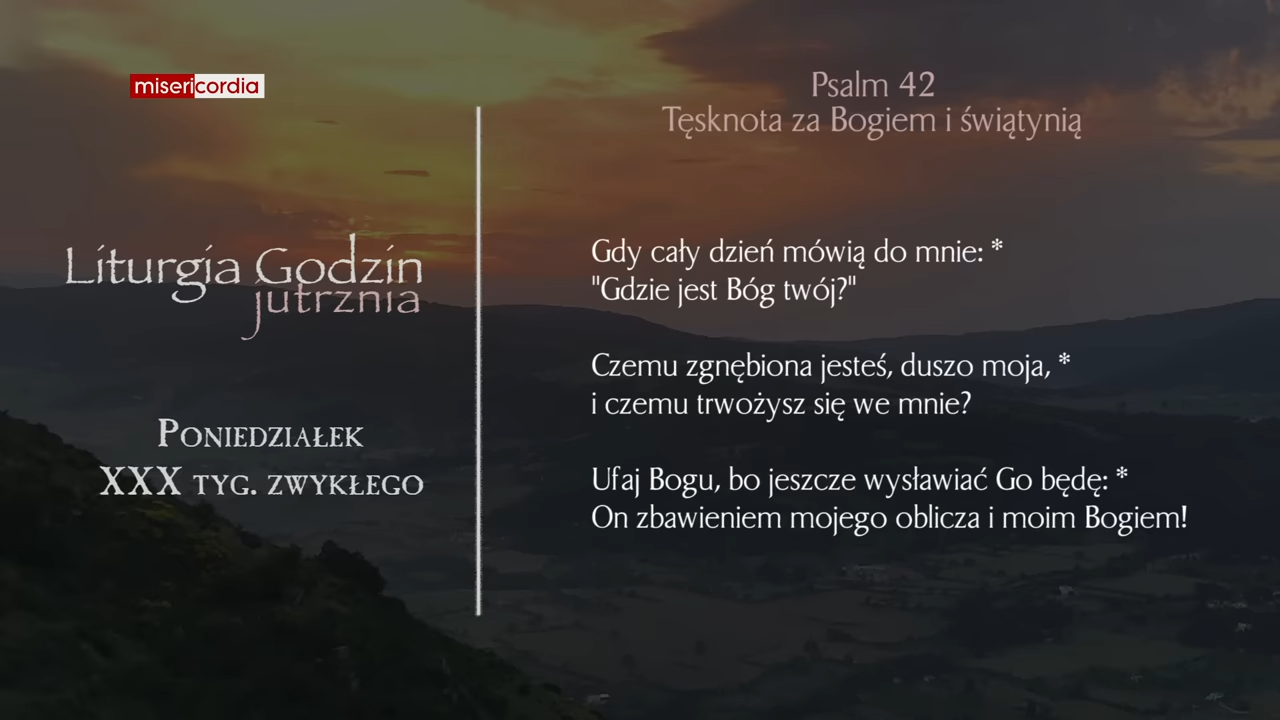 misericordia
Liturgia Godzin
jutrznia
Poniedziałek
XXX tyg. zwykłego
Psalm 42
Tęsknota za Bogiem i świątynią
Gdy cały dzień mówią do mnie: *
"Gdzie jest Bóg twój?"
Czemu zgnębiona jesteś, duszo moja, *
i czemu trwożysz się we mnie?
Ufaj Bogu, bo jeszcze wysławiać Go będę: *
On zbawieniem mojego oblicza i moim Bogiem!